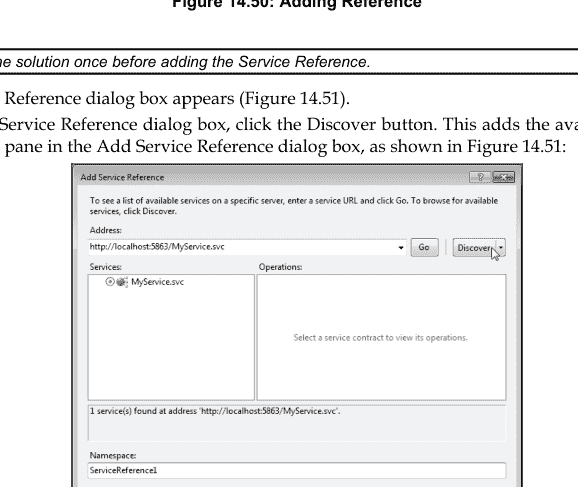 Figure 14.50: Adding Reference
he solution once before adding the Service Reference.
Reference dialog box appears (Figure 14.51).
Service Reference dialog box, click the Discover button. This adds the ava
pane in the Add Service Reference dialog box, as shown in Figure 14.51:
Add Service Reference
To see a list of available services on a specific server, enter a service URL and click Go. To browse for available
services, click Discover.
Address:
http://localhost:5863/MyService.svc
Go
Discover
Services:
Operations:
MyService.svc
Select a service contract to view its operations.
1 service(s) found at address 'http://localhost:5863/MyService.svc'.
Namespace:
ServiceReference1